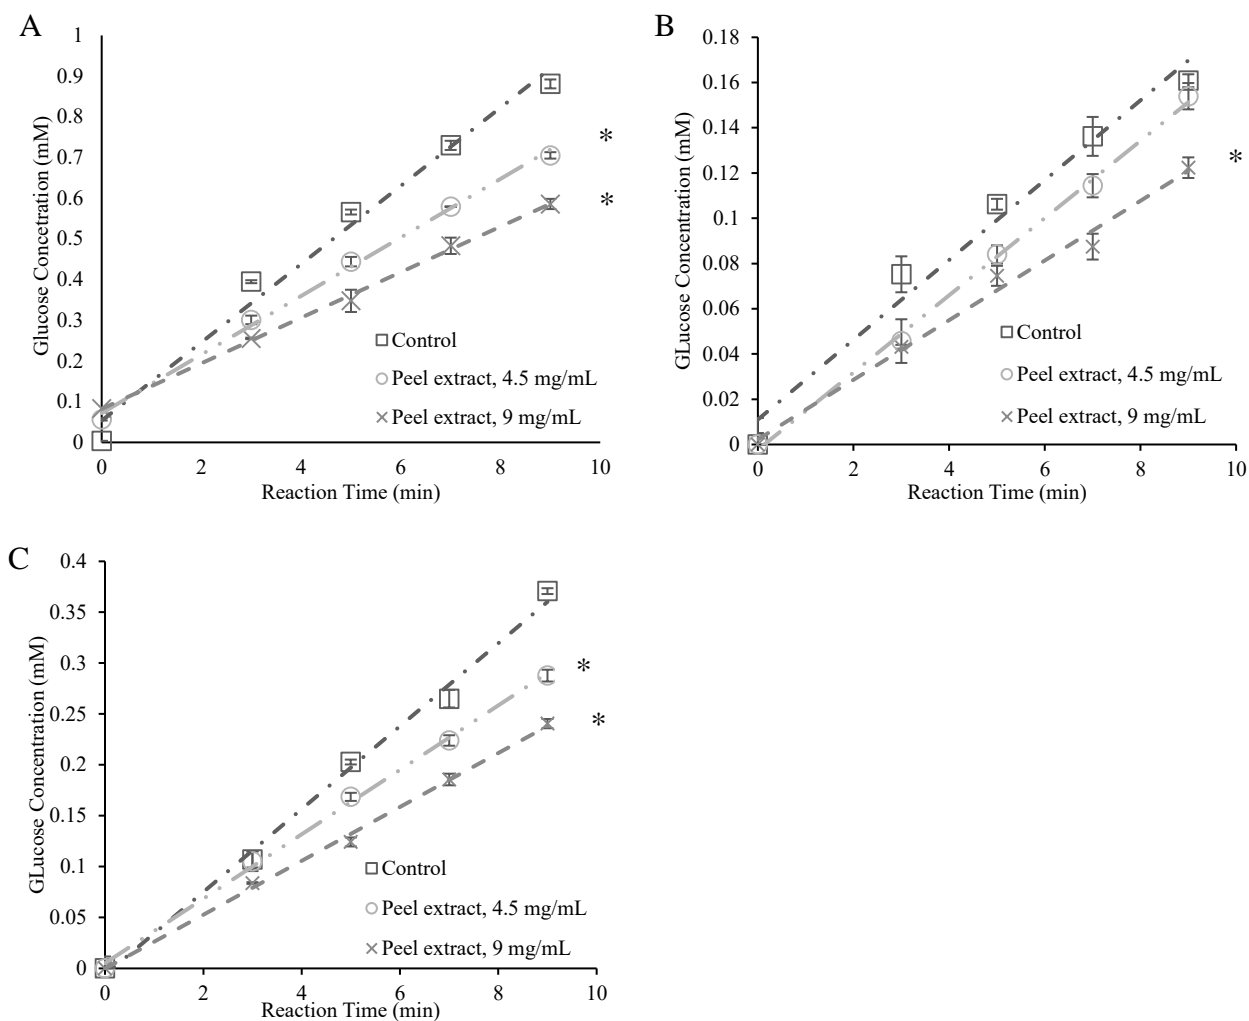 A
1
0.9
0.8
0.7
0.6
0.5
0.4
0.3
0.2
0.1
0
Glucose Concetration (mM)
0 2 4 6 8 10
Reaction Time (min)
Control
Peel extract, 4.5 mg/mL
Peel extract, 9 mg/mL
*
*
B
0.18
0.16
0.14
0.12
0.1
0.08
0.06
0.04
0.02
0
GLucose Concentration (mM)
0 2 4 6 8 10
Reaction Time (min)
Control
Peel extract, 4.5 mg/mL
Peel extract, 9 mg/mL
*
C
0.4
0.35
0.3
0.25
0.2
0.15
0.1
0.05
0
GLucose Concentration (mM)
0 2 4 6 8 10
Reaction Time (min)
Control
Peel extract, 4.5 mg/mL
Peel extract, 9 mg/mL
*
*